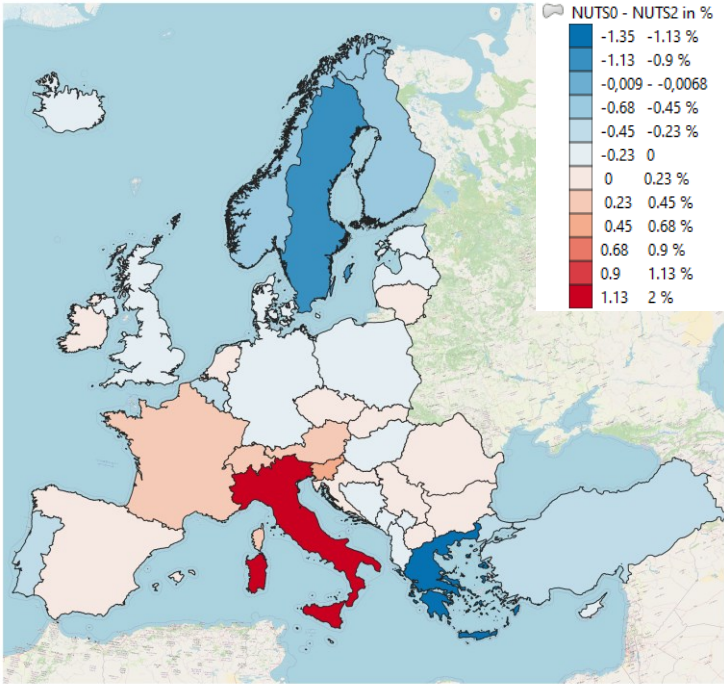 NUTS0 - NUTS2 in %
-1.35 -1.13 %
-1.13 -0.9 %
-0,009 - -0,0068
-0.68 -0.45 %
-0.45 -0.23 %
-0.23 0
0 0.23 %
0.23 0.45 %
0.45 0.68 %
0.68 0.9 %
0.9 1.13 %
1.13 2 %